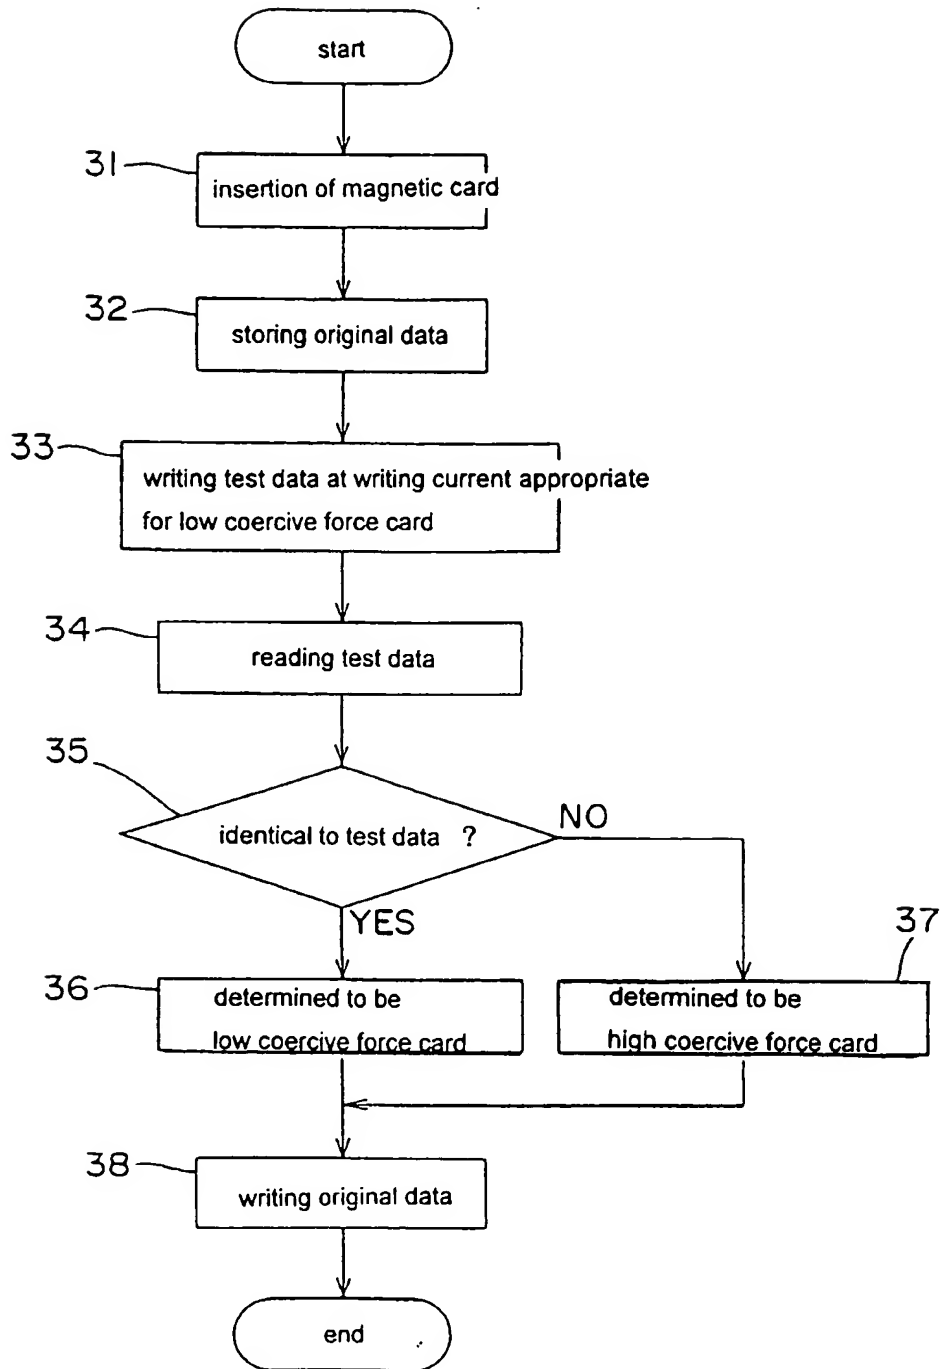 start
31
insertion of magnetic card
32
storing original data
33
writing test data at writing current appropriate
for low coercive force card
34
reading test data
35
identical to test data ?
NO
YES
36
determined to be
low coercive force card
37
determined to be
high coercive force card
38
writing original data
end